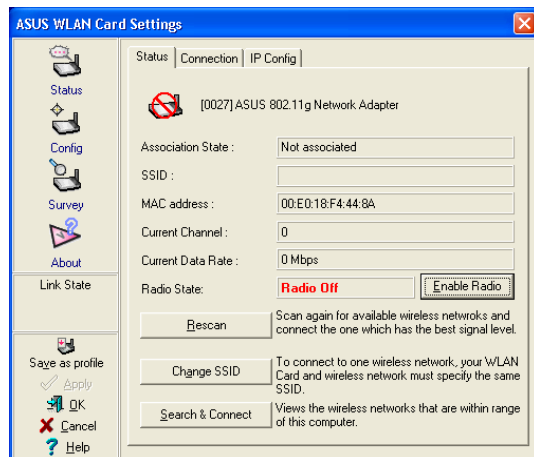 ASUS WLAN Card Settings
Status
Config
Survey
About
Link State
Save as profile
Apply
OK
Cancel
Help
Status Connection IP Config
[0027] ASUS 802.11g Network Adapter
Association State : Not associated
SSID :
MAC address : 00:E0:18:F4:44:8A
Current Channel : 0
Current Data Rate : 0 Mbps
Radio State: Radio Off Enable Radio
Rescan
Scan again for available wireless netwroks and
connect the one which has the best signal level.
Change SSID
To connect to one wireless network, your WLAN
Card and wireless network must specify the same
SSID.
Search & Connect
Views the wireless networks that are within range
of this computer.